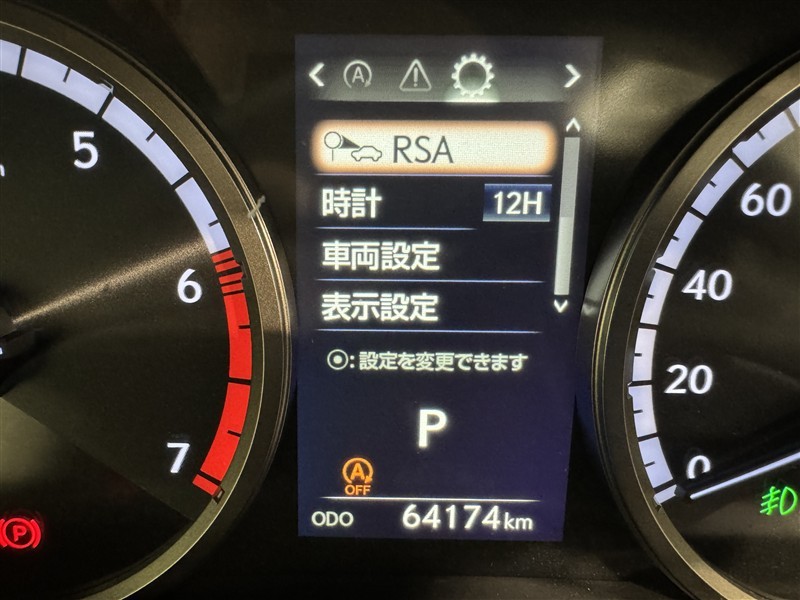 RSA
時計 12H
車両設定
表示設定
⦿:設定を変更できます
P
A
OFF
ODO 64174km
5
6
7
P
60
40
20
0